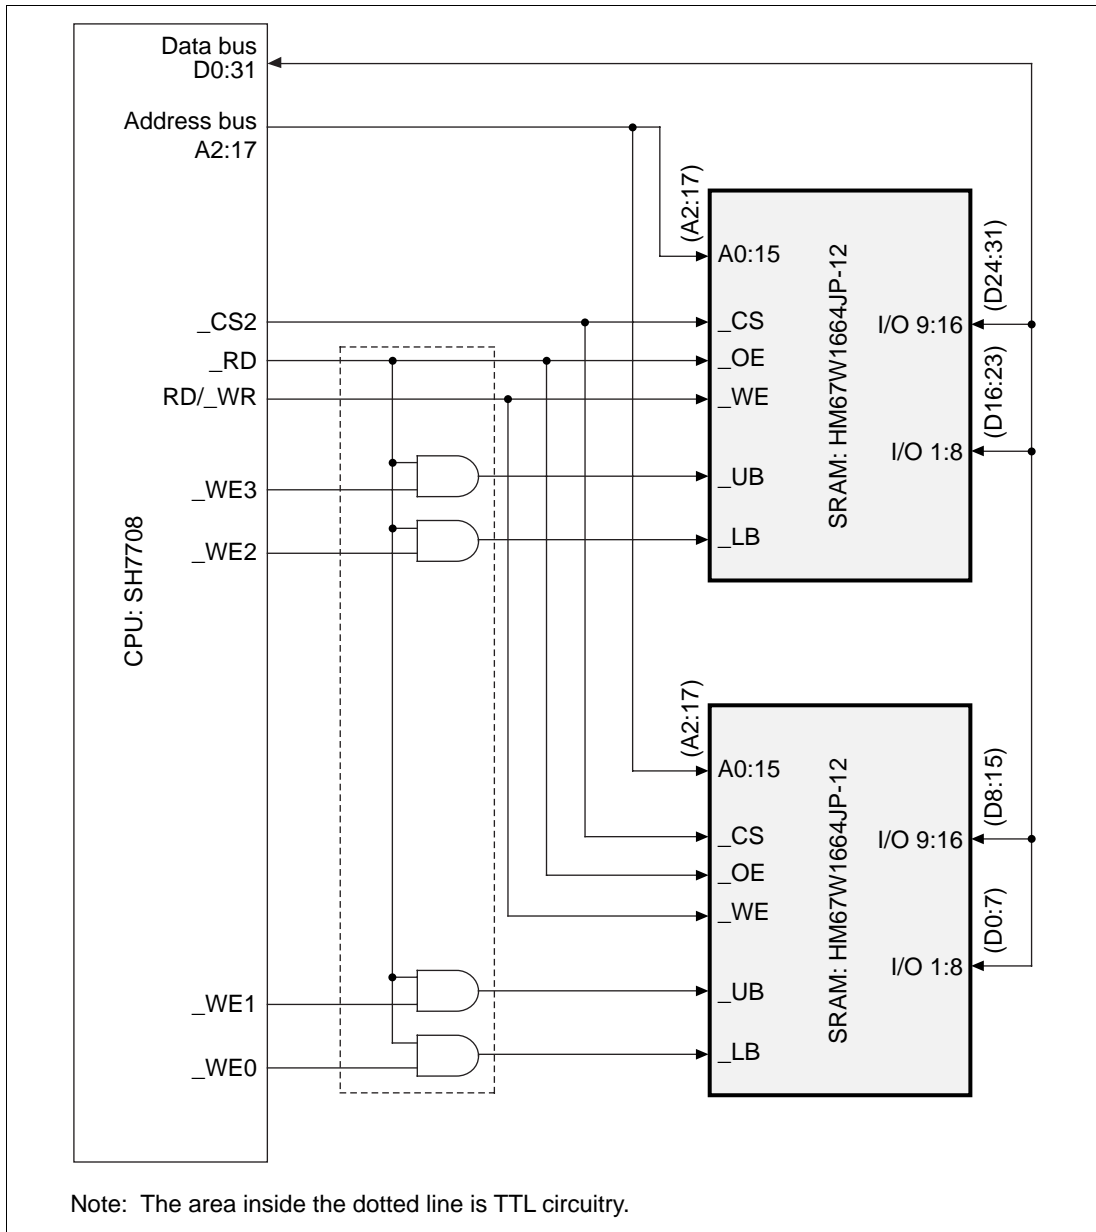 Data bus
D0:31
Address bus
A2:17
_CS2
_RD
RD/_WR
_WE3
_WE2
_WE1
_WE0
CPU: SH7708
(A2:17)
A0:15
_CS
_OE
_WE
_UB
_LB
SRAM: HM67W1664JP-12
I/O 9:16
I/O 1:8
(D24:31)
(D16:23)
(A2:17)
A0:15
_CS
_OE
_WE
_UB
_LB
SRAM: HM67W1664JP-12
I/O 9:16
I/O 1:8
(D8:15)
(D0:7)
Note: The area inside the dotted line is TTL circuitry.